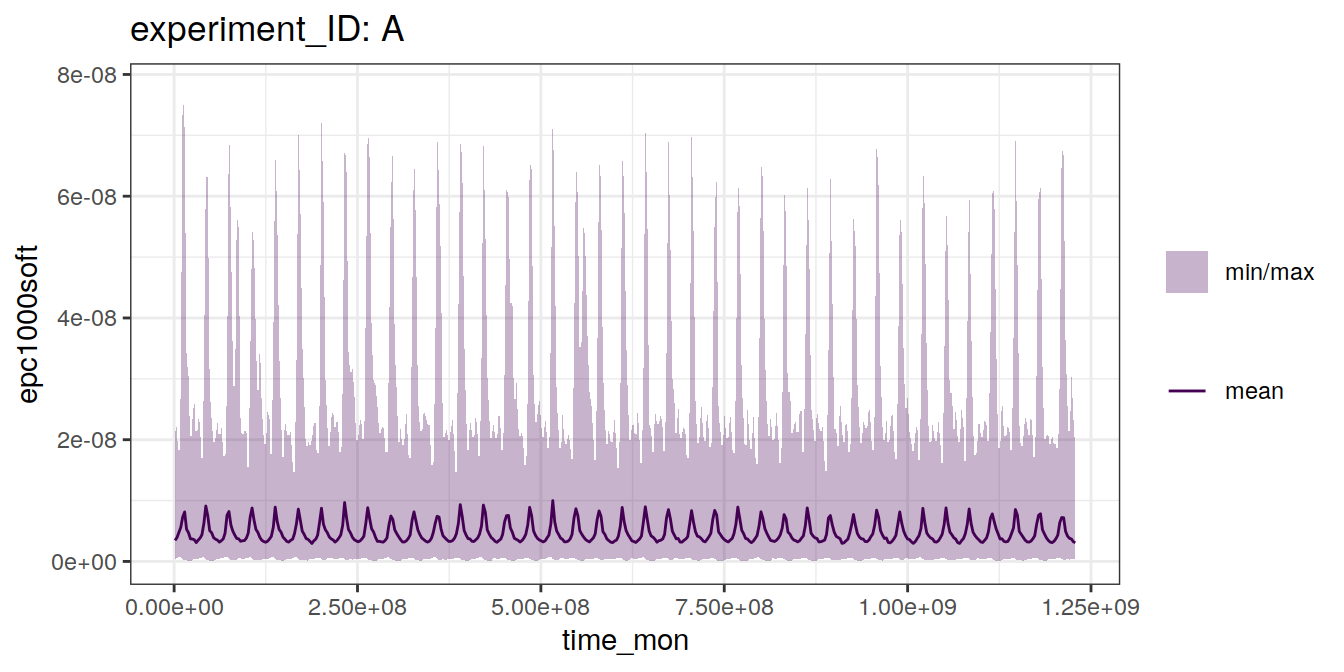 experiment_ID: A
8e-08
6e-08
4e-08
2e-08
0e+00
epc1000soft
0.00e+00 2.50e+08 5.00e+08 7.50e+08 1.00e+09 1.25e+09
time_mon
min/max
mean